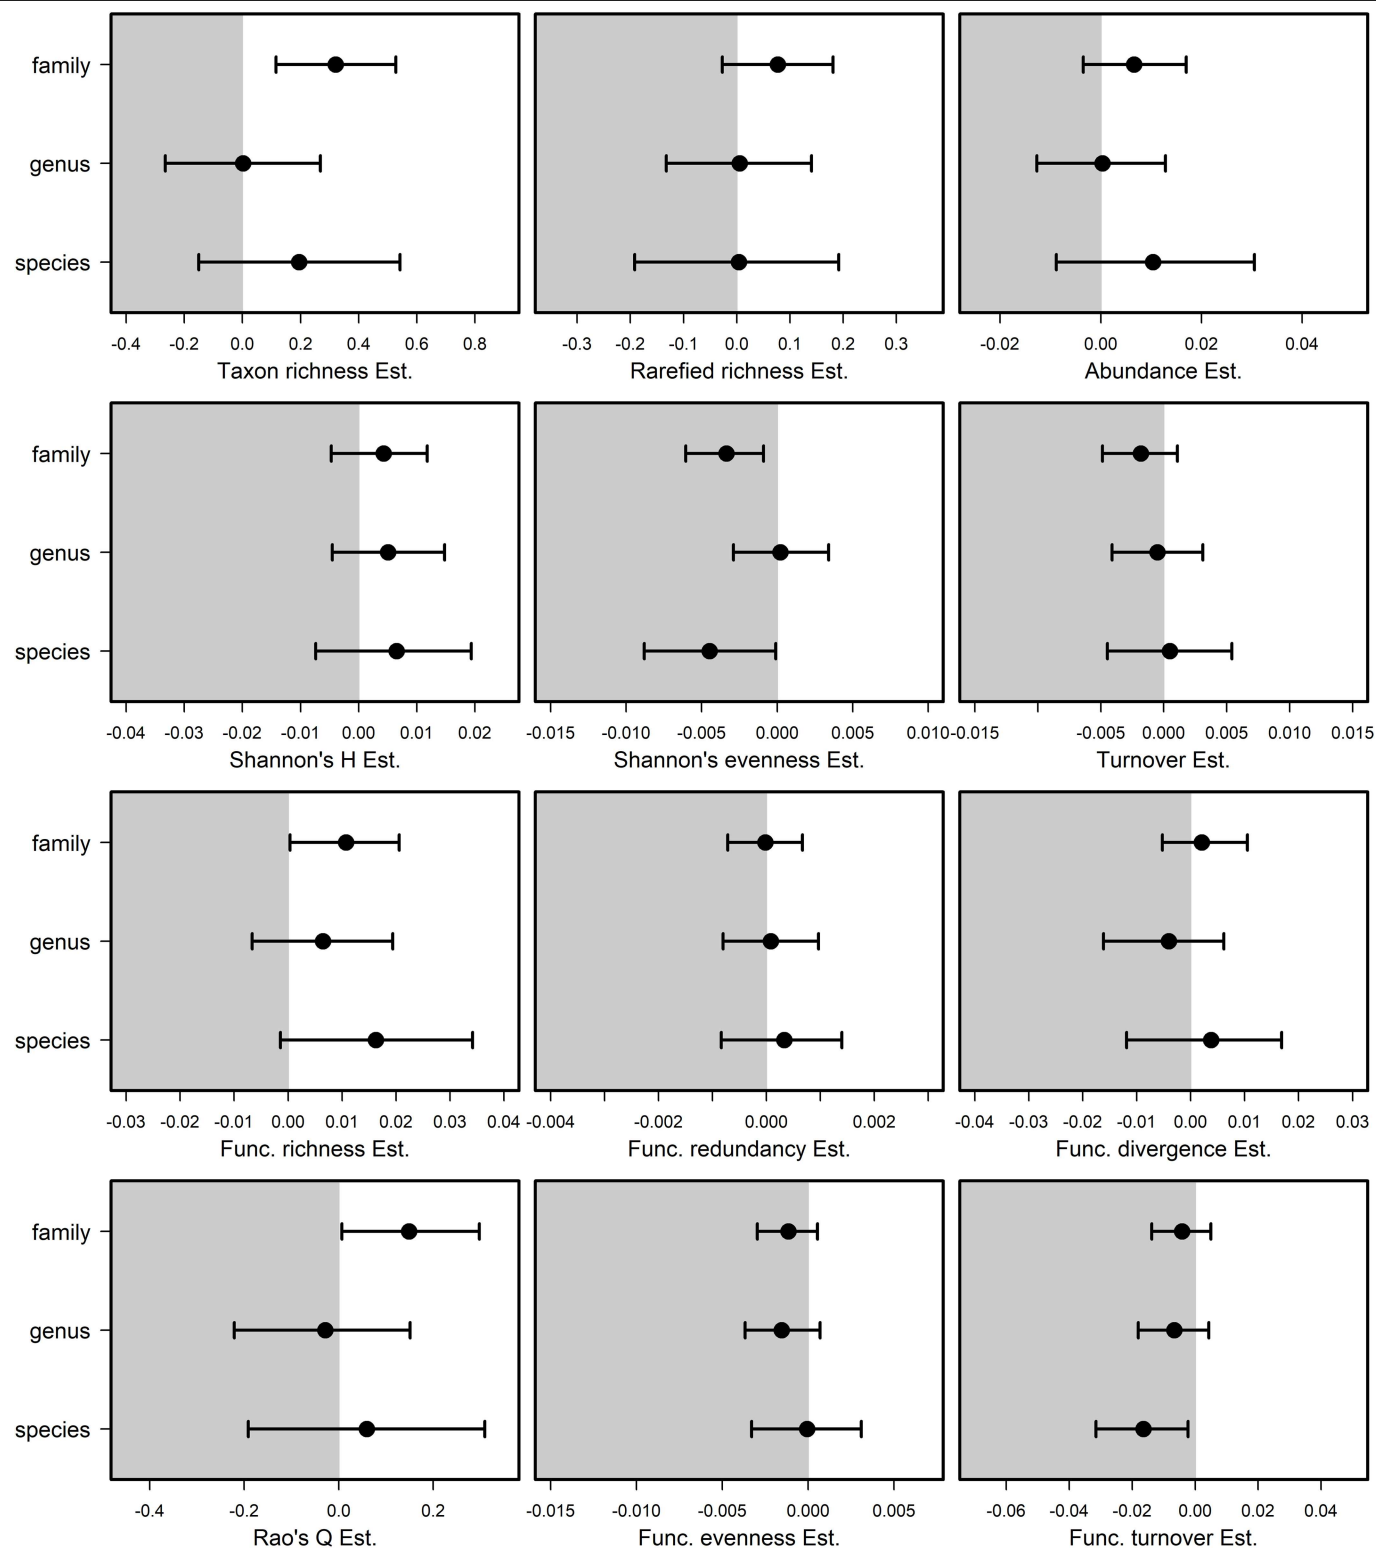 family
genus
species
-0.4 -0.2 0.0 0.2 0.4 0.6 0.8
Taxon richness Est.
-0.3 -0.2 -0.1 0.0 0.1 0.2 0.3
Rarefied richness Est.
-0.02 0.00 0.02 0.04
Abundance Est.
family
genus
species
-0.04 -0.03 -0.02 -0.01 0.00 0.01 0.02
Shannon's H Est.
-0.015 -0.010 -0.005 0.000 0.005 0.010
Shannon's evenness Est.
-0.015 -0.005 0.000 0.005 0.010 0.015
Turnover Est.
family
genus
species
-0.03 -0.02 -0.01 0.00 0.01 0.02 0.03 0.04
Func. richness Est.
-0.004 -0.002 0.000 0.002
Func. redundancy Est.
-0.04 -0.03 -0.02 -0.01 0.00 0.01 0.02 0.03
Func. divergence Est.
family
genus
species
-0.4 -0.2 0.0 0.2
Rao's Q Est.
-0.015 -0.010 -0.005 0.000 0.005
Func. evenness Est.
-0.06 -0.04 -0.02 0.00 0.02 0.04
Func. turnover Est.